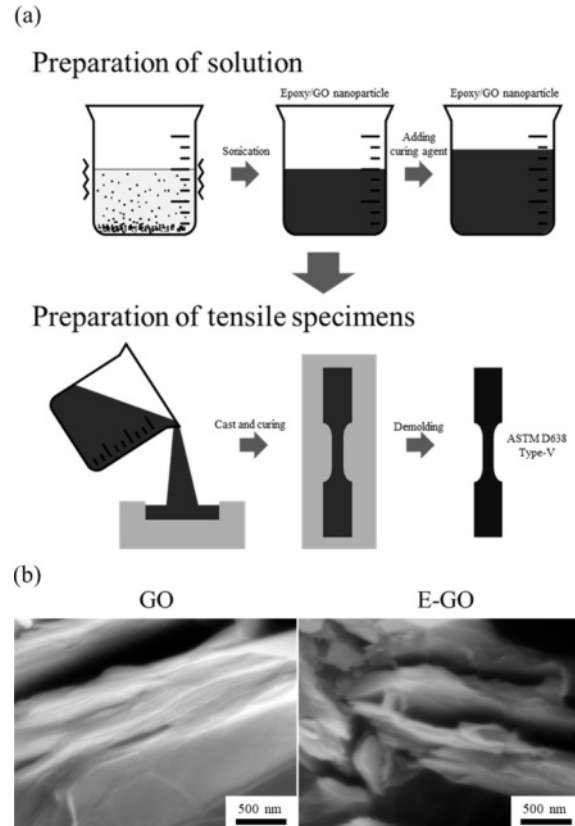 (a)
Preparation of solution
Epoxy/GO nanoparticle
Epoxy/GO nanoparticle
Sonication
Adding
curing agent
Preparation of tensile specimens
Cast and curing
Demolding
ASTM D638
Type-V
(b)
GO
E-GO
500 nm
500 nm